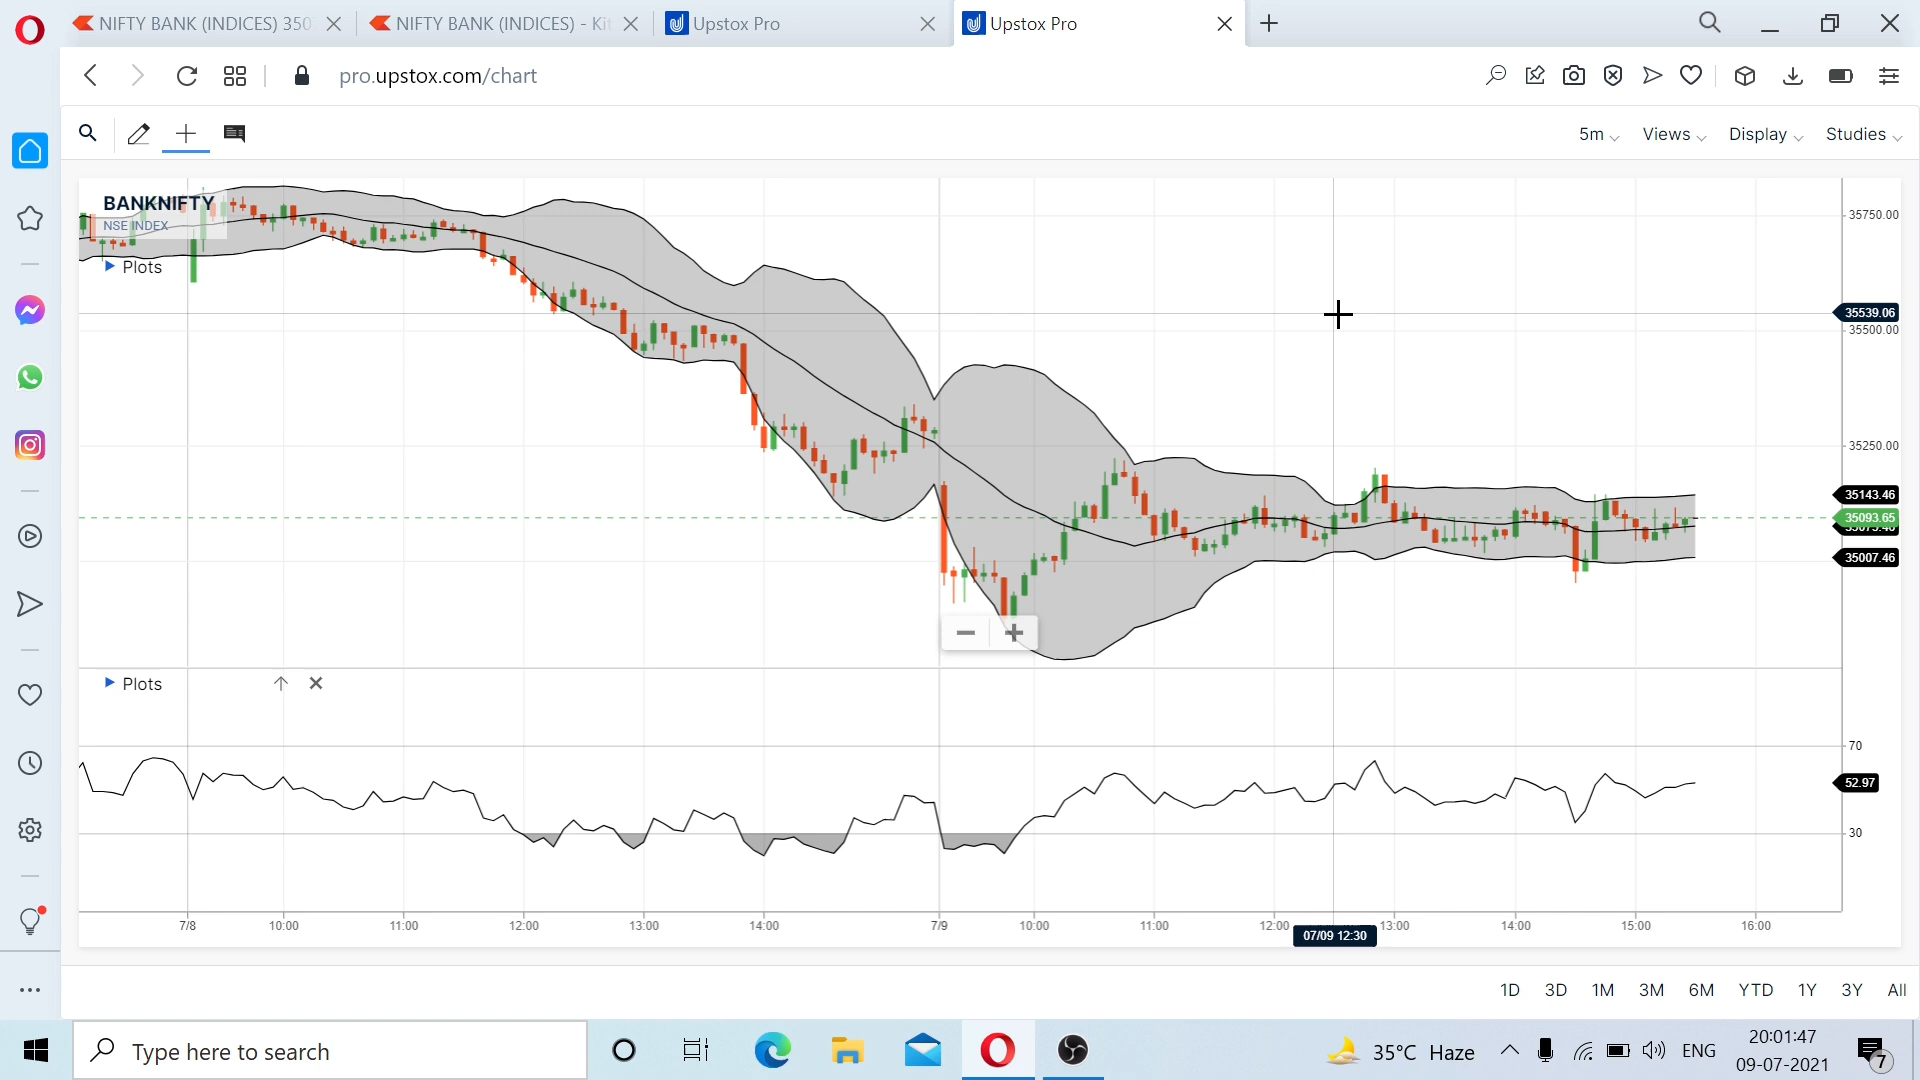 NIFTY BANK (INDICES) 350
NIFTY BANK (INDICES) - Kit
Upstox Pro
Upstox Pro
pro.upstox.com/chart
5m
Views
Display
Studies
BANKNIFTY
NSE INDEX
Plots
35750.00
35539.06
35500.00
35250.00
35143.46
35093.65
35007.46
Plots
70
52.97
30
7/8
10:00
11:00
12:00
13:00
14:00
7/9
10:00
11:00
12:00
07/09 12:30
13:00
14:00
15:00
16:00
1D
3D
1M
3M
6M
YTD
1Y
3Y
All
Type here to search
35°C Haze
ENG
20:01:47
09-07-2021
7